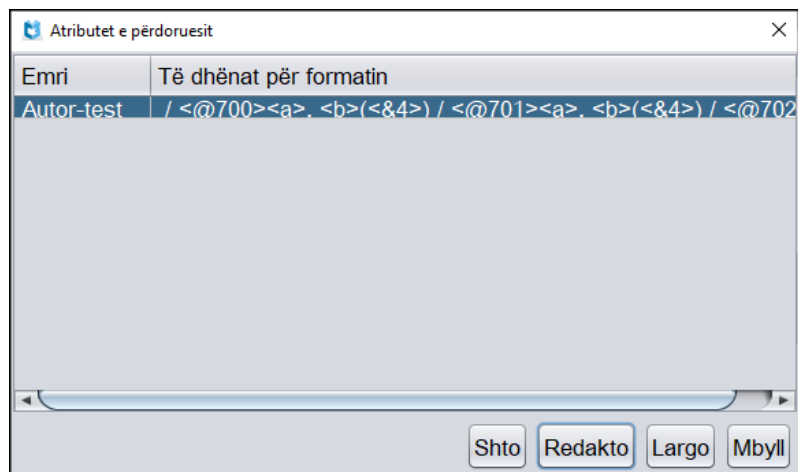 Atributet e përdoruesit
Emri Të dhënat për formatin
Autor-test / <@700><a>, <b>(<&4>) / <@701><a>, <b>(<&4>) / <@702
Shto Redakto Largo Mbyll